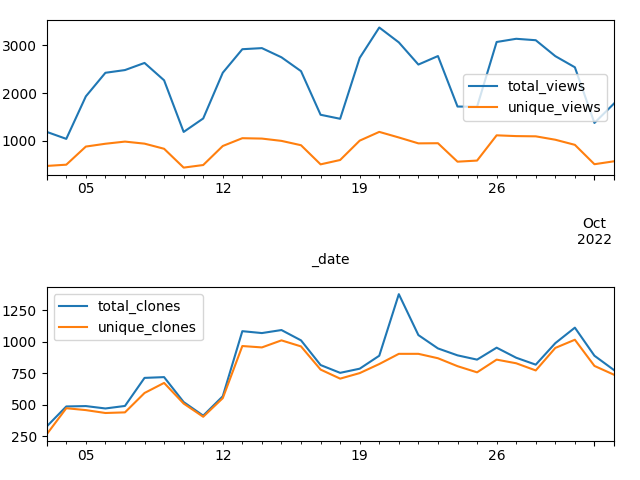 3000
2000
1000
total_views
unique_views
05
12
19
26
Oct
2022
_date
1250
1000
750
500
250
total_clones
unique_clones
05
12
19
26